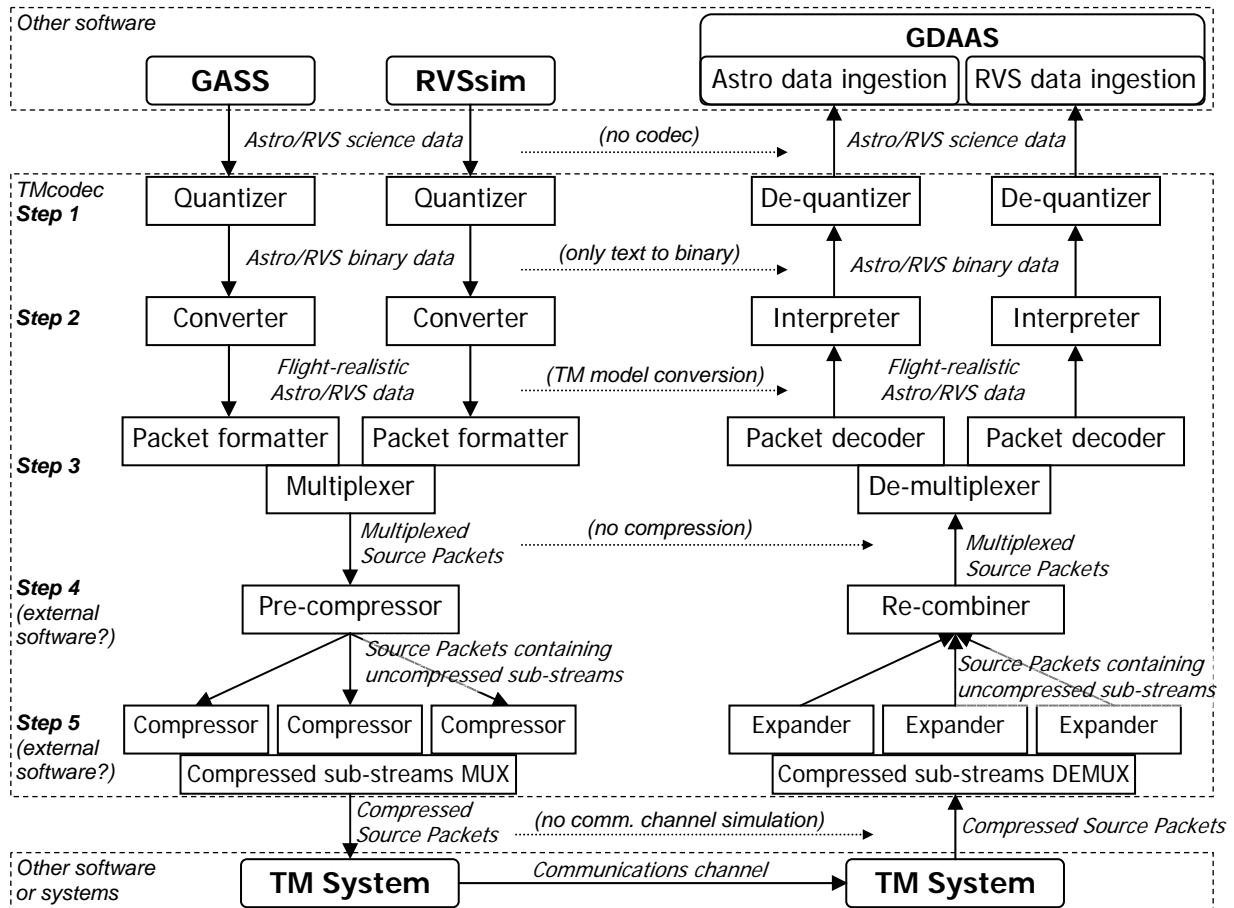 Other software
GDAAS
GASS
RVSsim
Astro data ingestion
RVS data ingestion
Astro/RVS science data
(no codec)
Astro/RVS science data
TMcodec
Step 1
Quantizer
Quantizer
De-quantizer
De-quantizer
Astro/RVS binary data
(only text to binary)
Astro/RVS binary data
Step 2
Converter
Converter
Interpreter
Interpreter
Flight-realistic
Astro/RVS data
(TM model conversion)
Flight-realistic
Astro/RVS data
Packet formatter
Packet formatter
Packet decoder
Packet decoder
Step 3
Multiplexer
De-multiplexer
Multiplexed
Source Packets
(no compression)
Multiplexed
Source Packets
Step 4
(external
software?)
Pre-compressor
Re-combiner
Source Packets containing
uncompressed sub-streams
Source Packets containing
uncompressed sub-streams
Step 5
(external
software?)
Compressor
Compressor
Compressor
Expander
Expander
Expander
Compressed sub-streams MUX
Compressed sub-streams DEMUX
Compressed
Source Packets
(no comm. channel simulation)
Compressed Source Packets
Other software
or systems
TM System
Communications channel
TM System